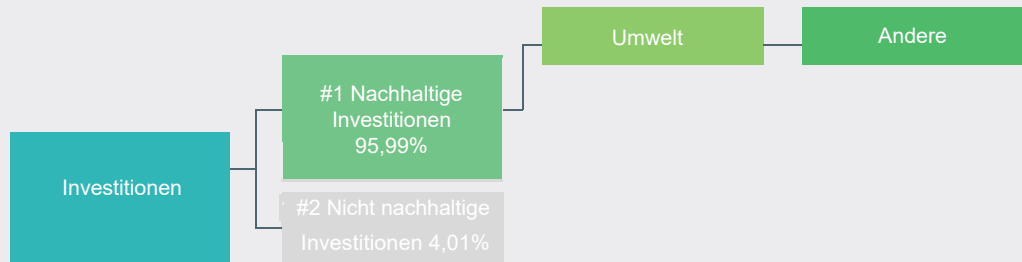 Umwelt
Andere
#1 Nachhaltige
Investitionen
95,99%
Investitionen
#2 Nicht nachhaltige
Investitionen 4,01%